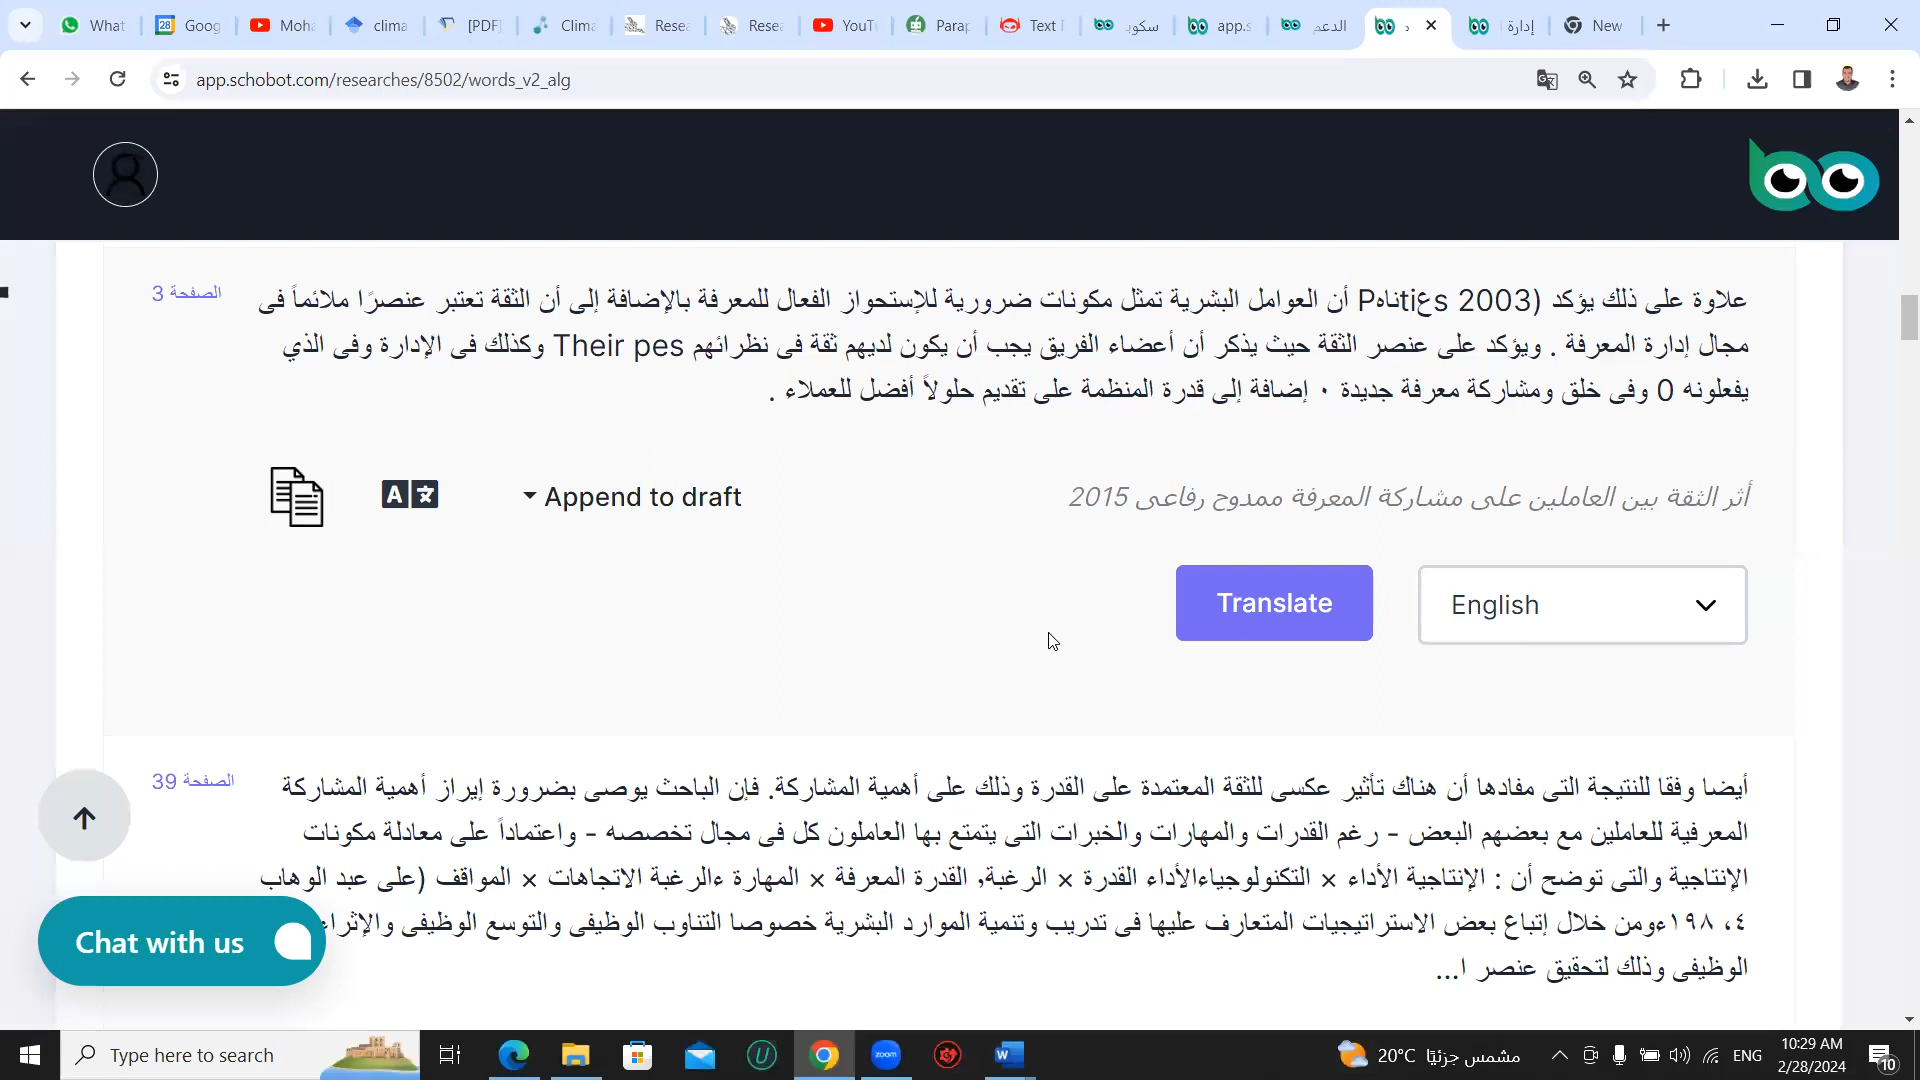 What
Goog
Moha
clima
[PDF]
Clima
Resea
Resea
YouTu
Parap
Text
سكوب
app.s
الدعم
إدارة
New
app.schobot.com/researches/8502/words_v2_alg
الصفحة 3
علاوة على ذلك يؤكد (2003 أن العوامل البشرية تمثل مكونات ضرورية للإستحواز الفعال للمعرفة بالإضافة إلى أن الثقة تعتبر عنصرًا ملائماً فى
مجال إدارة المعرفة . ويؤكد على عنصر الثقة حيث يذكر أن أعضاء الفريق يجب أن يكون لديهم ثقة فى نظرائهم Their pes وكذلك فى الإدارة وفى الذي
يفعلونه 0 وفى خلق ومشاركة معرفة جديدة ٠ إضافة إلى قدرة المنظمة على تقديم حلولاً أفضل للعملاء .
أثر الثقة بين العاملين على مشاركة المعرفة ممدوح رفاعى 2015
Append to draft
English
Translate
الصفحة 39
أيضا وفقا للنتيجة التى مفادها أن هناك تأثير عكسى للثقة المعتمدة على القدرة وذلك على أهمية المشاركة. فإن الباحث يوصى بضرورة إيراز أهمية المشاركة
المعرفية للعاملين مع بعضهم البعض - رغم القدرات والمهارات والخبرات التى يتمتع بها العاملون كل فى مجال تخصصه - واعتماداً على معادلة مكونات
الإنتاجية والتى توضح أن : الإنتاجية الأداء × التكنولوجياءالأداء القدرة × الرغبة, القدرة المعرفة × المهارة ءالرغبة الاتجاهات × المواقف (على عبد الوهاب
٤، ١٩٨ءومن خلال إتباع بعض الاستراتيجيات المتعارف عليها فى تدريب وتنمية الموارد البشرية خصوصا التناوب الوظيفى والتوسع الوظيفى والإثراء
الوظيفى وذلك لتحقيق عنصر ا...
Chat with us
Type here to search
20°C مشمس جزئيًا
ENG
10:29 AM
2/28/2024
10